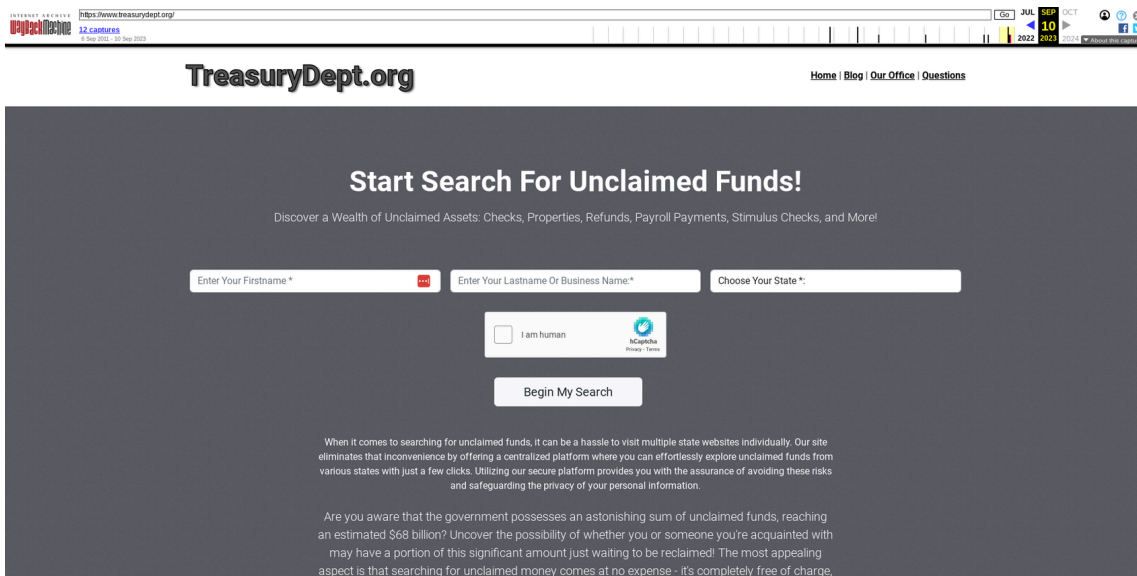 INTERNET ARCHIVE
WayBackMachine
https://www.treasurydept.org/
Go
JUL SEP OCT
12 captures
10
8 Sep 2011 - 10 Sep 2023
2022 2023 2024
About this captu
TreasuryDept.org
Home | Blog | Our Office | Questions
Start Search For Unclaimed Funds!
Discover a Wealth of Unclaimed Assets: Checks, Properties, Refunds, Payroll Payments, Stimulus Checks, and More!
Enter Your Firstname *
Enter Your Lastname Or Business Name:*
Choose Your State *:
I am human
hCaptcha
Privacy - Terms
Begin My Search
When it comes to searching for unclaimed funds, it can be a hassle to visit multiple state websites individually. Our site
eliminates that inconvenience by offering a centralized platform where you can effortlessly explore unclaimed funds from
various states with just a few clicks. Utilizing our secure platform provides you with the assurance of avoiding these risks
and safeguarding the privacy of your personal information.
Are you aware that the government possesses an astonishing sum of unclaimed funds, reaching
an estimated $68 billion? Uncover the possibility of whether you or someone you're acquainted with
may have a portion of this significant amount just waiting to be reclaimed! The most appealing
aspect is that searching for unclaimed money comes at no expense - it's completely free of charge,